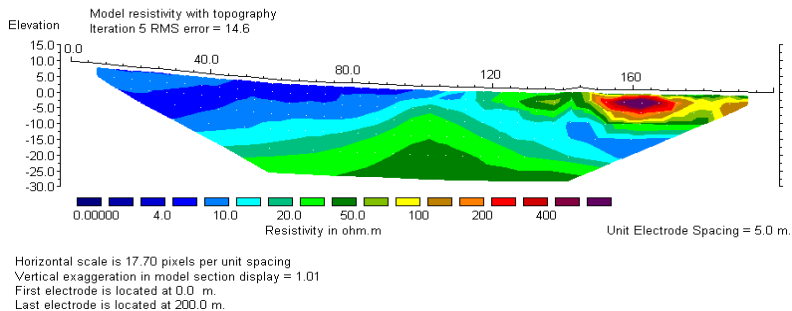 Model resistivity with topography
Iteration 5 RMS error = 14.6
Elevation
15.0
10.0
5.0
0.0
-5.0
-10.0
-15.0
-20.0
-25.0
-30.0
0.0
40.0
80.0
120
160
0.00000 4.0 10.0 20.0 50.0 100 200 400
Resistivity in ohm.m
Unit Electrode Spacing = 5.0 m.
Horizontal scale is 17.70 pixels per unit spacing
Vertical exaggeration in model section display = 1.01
First electrode is located at 0.0 m.
Last electrode is located at 200.0 m.